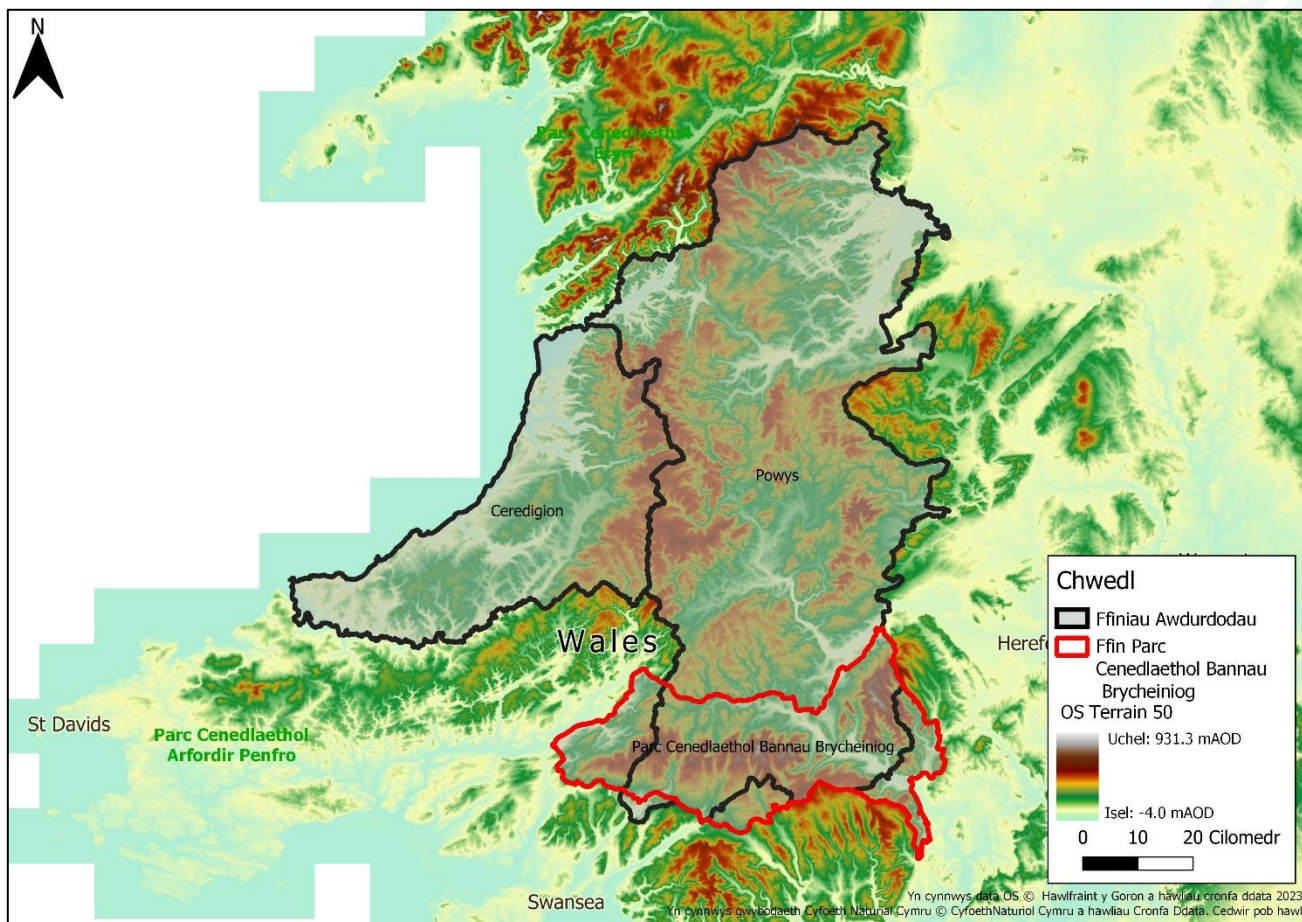 N
Parc Cenedlaethol
Eryri
Powys
Ceredigion
Wales
St Davids
Parc Cenedlaethol
Arfordir Penfro
Parc Cenedlaethol Bannau Brycheiniog
Swansea
Herefo
Chwedl
Ffiniau Awdurdodau
Ffin Parc
Cenedlaethol Bannau
Brycheiniog
OS Terrain 50
Uchel: 931.3 mAOD
Isel: -4.0 mAOD
0 10 20 Cilomedr
Yn cynnwys data OS © Hawlfraint y Goron a hawliau cronfa ddata 2023
Yn cynnwys gwybodaeth Cyfoeth Naturiol Cymru © CyfoethNaturiol Cymru a hawliau Cronfa Ddata. Cedwir pob hawl